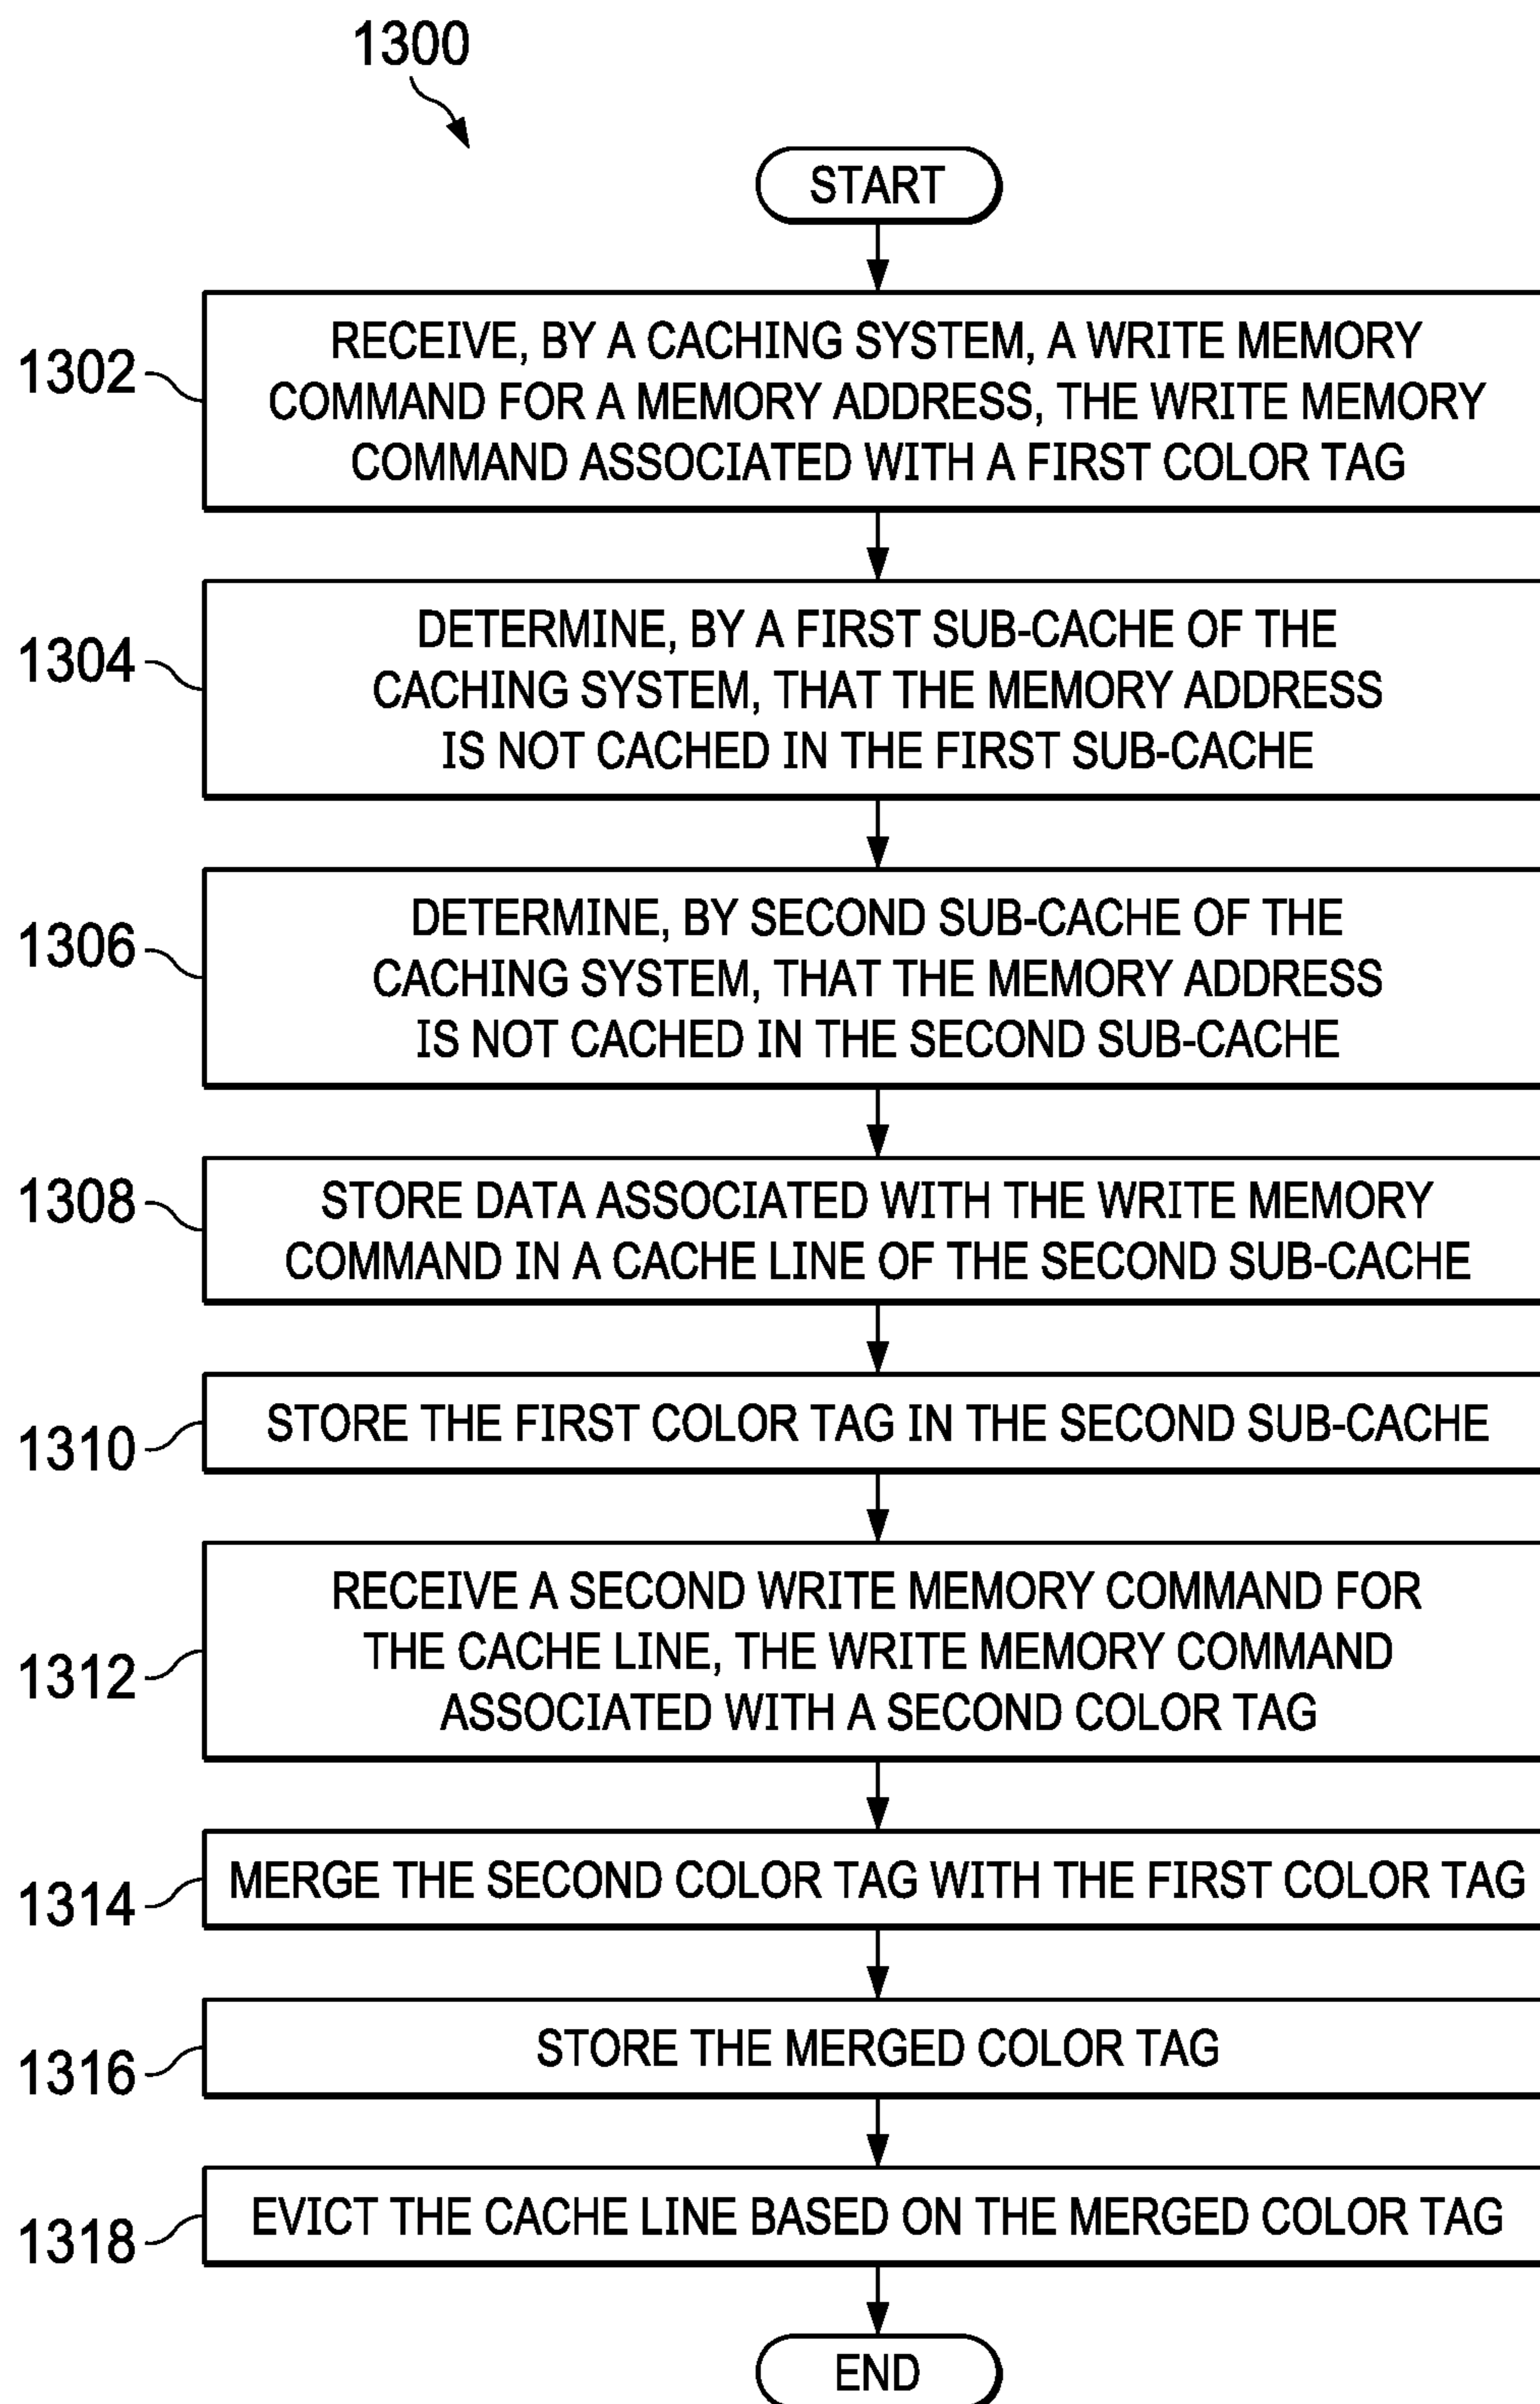 1300
START
1302
RECEIVE, BY A CACHING SYSTEM, A WRITE MEMORY
COMMAND FOR A MEMORY ADDRESS, THE WRITE MEMORY
COMMAND ASSOCIATED WITH A FIRST COLOR TAG
1304
DETERMINE, BY A FIRST SUB-CACHE OF THE
CACHING SYSTEM, THAT THE MEMORY ADDRESS
IS NOT CACHED IN THE FIRST SUB-CACHE
1306
DETERMINE, BY SECOND SUB-CACHE OF THE
CACHING SYSTEM, THAT THE MEMORY ADDRESS
IS NOT CACHED IN THE SECOND SUB-CACHE
1308
STORE DATA ASSOCIATED WITH THE WRITE MEMORY
COMMAND IN A CACHE LINE OF THE SECOND SUB-CACHE
1310
STORE THE FIRST COLOR TAG IN THE SECOND SUB-CACHE
1312
RECEIVE A SECOND WRITE MEMORY COMMAND FOR
THE CACHE LINE, THE WRITE MEMORY COMMAND
ASSOCIATED WITH A SECOND COLOR TAG
1314
MERGE THE SECOND COLOR TAG WITH THE FIRST COLOR TAG
1316
STORE THE MERGED COLOR TAG
1318
EVICT THE CACHE LINE BASED ON THE MERGED COLOR TAG
END